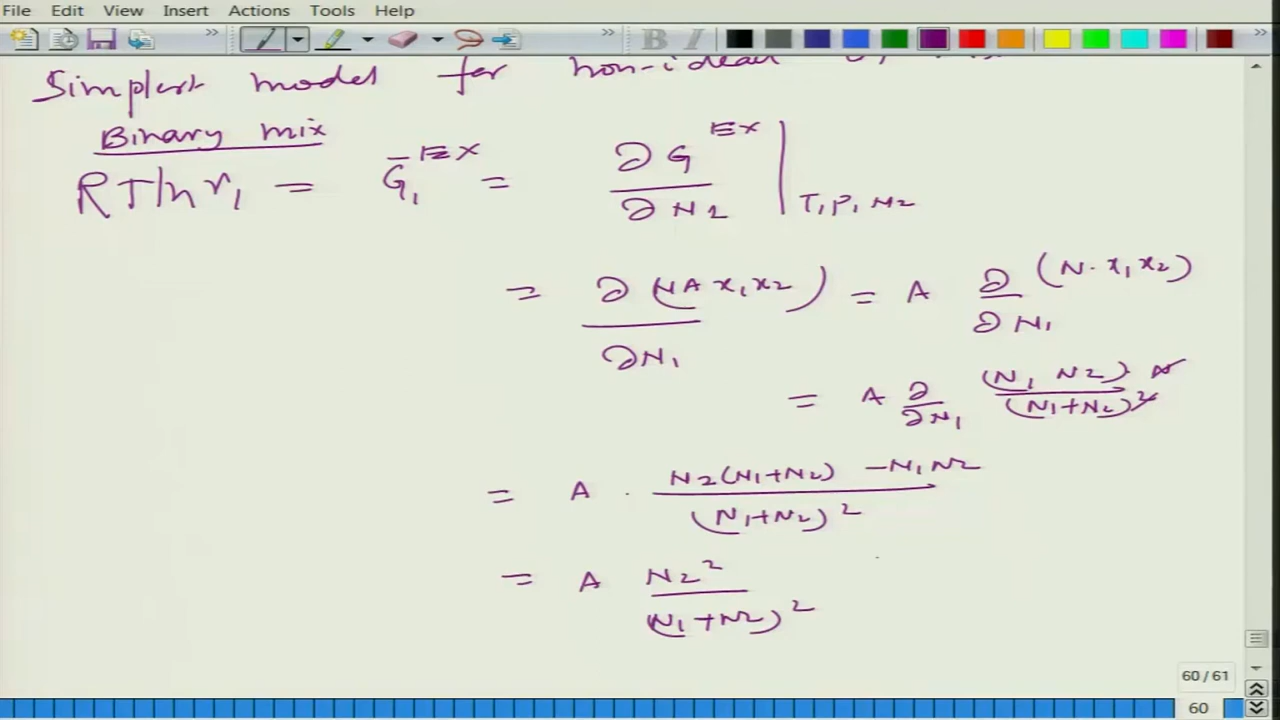 File Edit View Insert Actions Tools Help
Simplest model for non-ideal
Binary mix
RT ln γ₁ = Ḡ₁^EX = ∂G^EX / ∂N₂ |T, P, N₂
= ∂(NA x₁x₂) / ∂N₁ = A ∂/∂N₁ (N·x₁x₂)
= A ∂/∂N₁ (N₁ N₂)·N / (N₁+N₂)²
= A · N₂(N₁+N₂) −N₁N₂ / (N₁+N₂)²
= A N₂² / (N₁+N₂)²
60 / 61
60